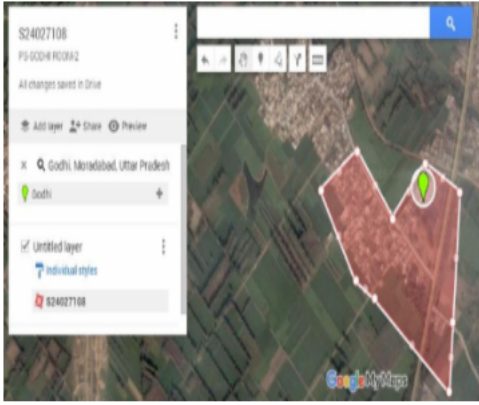 S24027108
PS-GODHI ROOM-2
All changes saved in Drive
Add layer Share Preview
Godhi, Moradabad, Uttar Pradesh
Godhi
Untitled layer
Individual styles
S24027108
Google My Maps